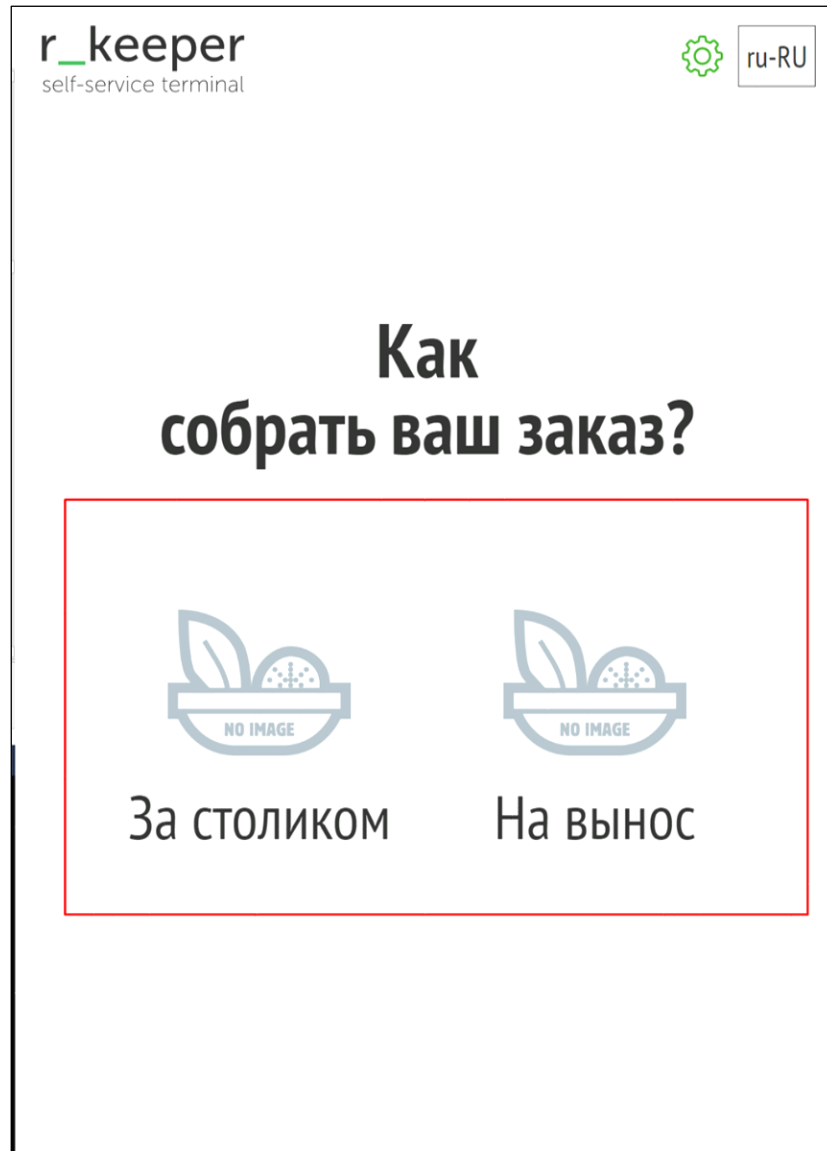 r_keeper
self-service terminal
ru-RU
Как
собрать ваш заказ?
NO IMAGE
NO IMAGE
За столиком
На вынос